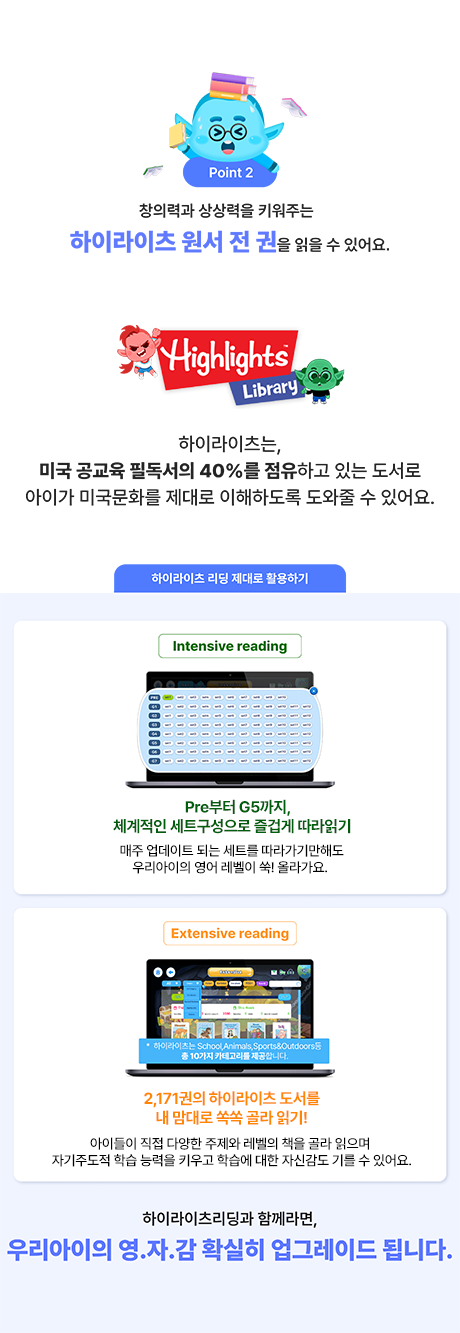 Point 2
창의력과 상상력을 키워주는
하이라이츠 원서 전 권을 읽을 수 있어요.
Highlights™
Library
하이라이츠는,
미국 공교육 필독서의 40%를 점유하고 있는 도서로
아이가 미국문화를 제대로 이해하도록 도와줄 수 있어요.
하이라이츠 리딩 제대로 활용하기
Intensive reading
Pre부터 G5까지,
체계적인 세트구성으로 즐겁게 따라읽기
매주 업데이트 되는 세트를 따라가기만해도
우리아이의 영어 레벨이 쑥! 올라가요.
Extensive reading
* 하이라이츠는 School,Animals,Sports&Outdoors등
총 10가지 카테고리를 제공합니다.
2,171권의 하이라이츠 도서를
내 맘대로 쏙쏙 골라 읽기!
아이들이 직접 다양한 주제와 레벨의 책을 골라 읽으며
자기주도적 학습 능력을 키우고 학습에 대한 자신감도 기를 수 있어요.
하이라이츠리딩과 함께라면,
우리아이의 영.자.감 확실히 업그레이드 됩니다.